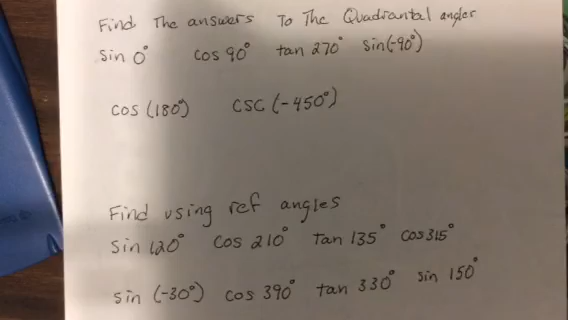 Find The answers To The Quadrantal angles
sin 0° cos 90° tan 270° sin(-90°)
cos (180°) csc (-450°)
Find using ref angles
sin 120° cos 210° tan 135° cos 315°
sin (-30°) cos 390° tan 330° sin 150°